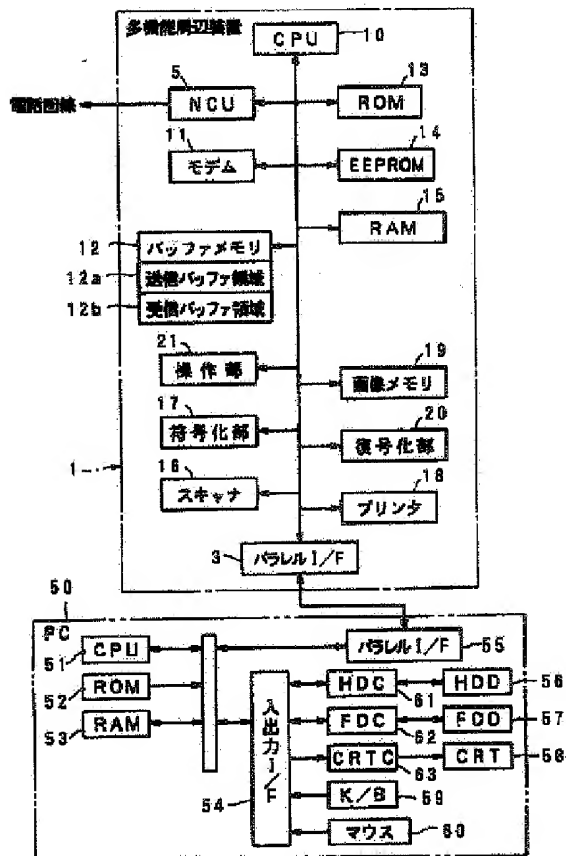 多機能周辺装置
CPU
10
5
NCU
13
ROM
電話回線
11
モデム
14
EEPROM
15
RAM
12
バッファメモリ
12a
送信バッファ領域
12b
受信バッファ領域
21
操作部
19
画像メモリ
17
符号化部
20
復号化部
1
16
スキャナ
18
プリンタ
3
パラレルI/F
50
PC
パラレルI/F
55
51
CPU
52
ROM
53
RAM
入出力I/F
54
HDC
61
HDD
56
FDC
62
FDD
57
CRTC
63
CRT
58
K/B
59
マウス
60